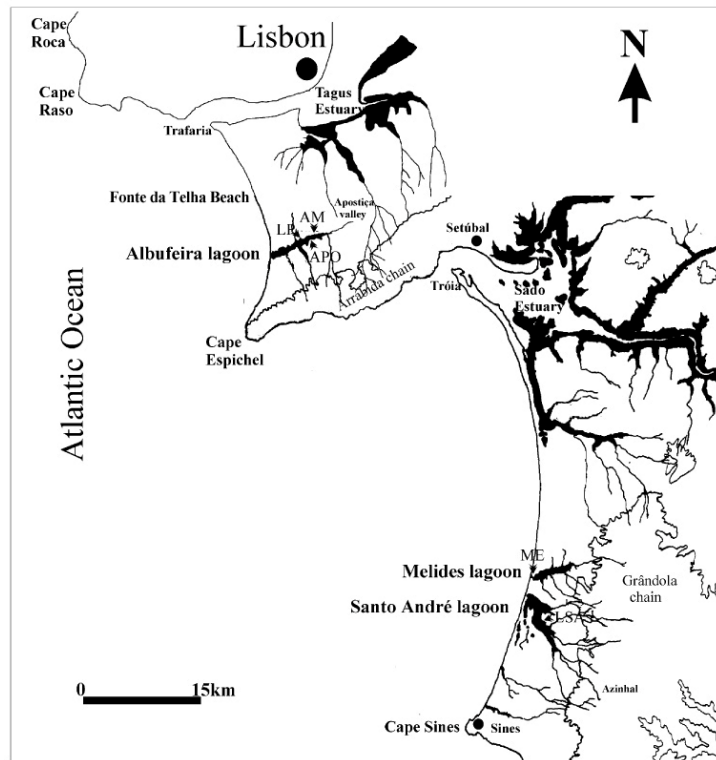 Cape
Roca
Lisbon
N
Cape
Raso
Tagus
Estuary
Trafaria
Fonte da Telha Beach
Apostiça
valley
AM
LP
Setúbal
Albufeira lagoon
APO
Arrabida chain
Tróia
Sado
Estuary
Cape
Espichel
Atlantic Ocean
ME
Melides lagoon
Grândola
chain
Santo André lagoon
Azinhal
0 15km
Cape Sines
Sines